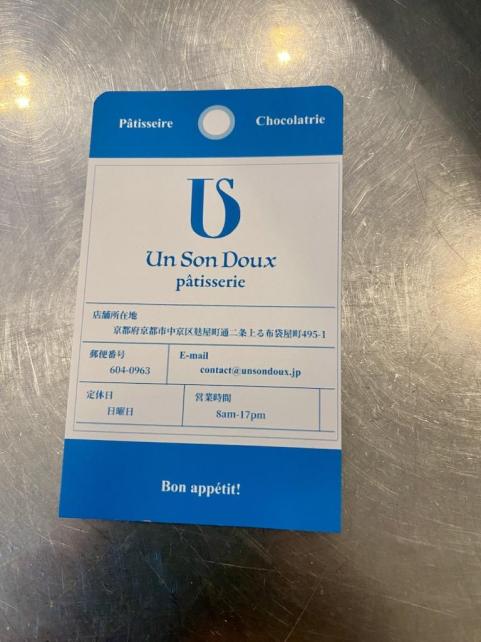 Pâtisseire
Chocolatrie
US
Un Son Doux
pâtisserie
店舗所在地
京都府京都市中京区麸屋町通二条上る布袋屋町495-1
郵便番号
604-0963
E-mail
contact@unsondoux.jp
定休日
日曜日
営業時間
8am-17pm
Bon appétit!